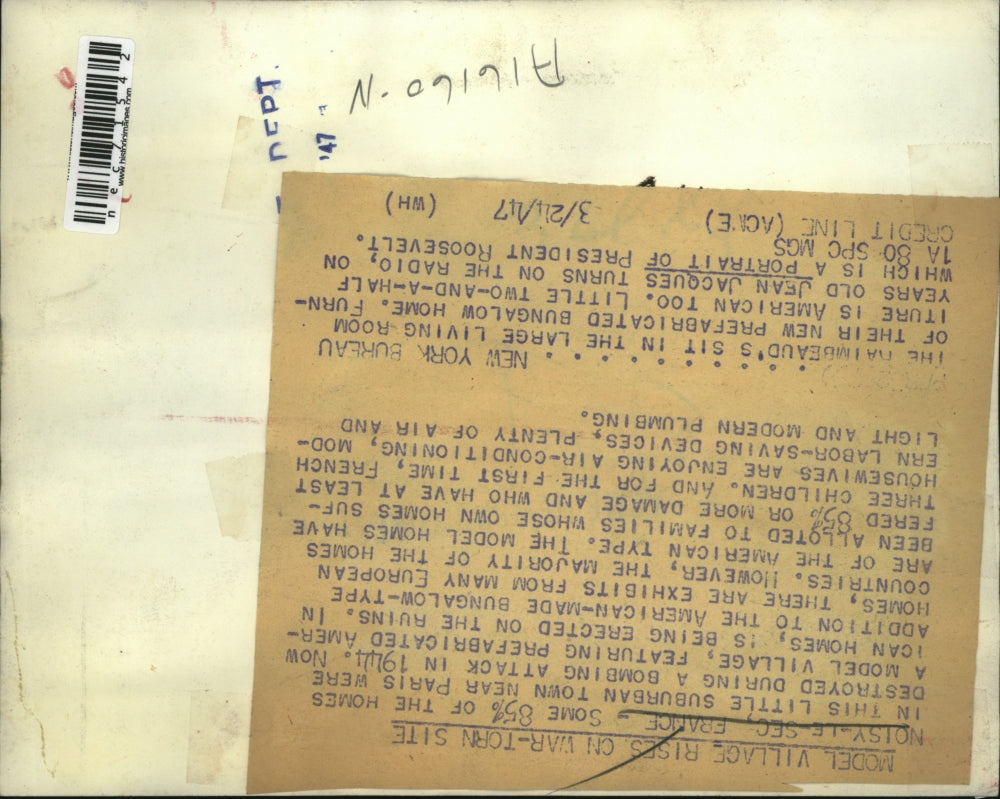 MODEL VILLAGE RISES ON WAR-TORN SITE
NOISY-LE-SEC, FRANCE - SOME 85% OF THE HOMES
IN THIS LITTLE SUBURBAN TOWN NEAR PARIS WERE
DESTROYED DURING A BOMBING ATTACK IN 1944. NOW
A MODEL VILLAGE, FEATURING PREFABRICATED AMER-
ICAN HOMES, IS BEING ERECTED ON THE RUINS. IN
ADDITION TO THE AMERICAN-MADE BUNGALOW-TYPE
HOMES, THERE ARE EXHIBITS FROM MANY EUROPEAN
COUNTRIES. HOWEVER, THE MAJORITY OF THE HOMES
ARE OF THE AMERICAN TYPE. THE MODEL HOMES HAVE
BEEN ALLOTED TO FAMILIES WHOSE OWN HOMES SUF-
FERED 85% OR MORE DAMAGE AND WHO HAVE AT LEAST
THREE CHILDREN. AND FOR THE FIRST TIME, FRENCH
HOUSEWIVES ARE ENJOYING AIR-CONDITIONING, MOD-
ERN LABOR-SAVING DEVICES, PLENTY OF AIR AND
LIGHT AND MODERN PLUMBING.
NEW YORK BUREAU
THE RAIMBEAUD'S SIT IN THE LARGE LIVING ROOM
OF THEIR NEW PREFABRICATED BUNGALOW HOME. FURN-
ITURE IS AMERICAN TOO. LITTLE TWO-AND-A-HALF
YEARS OLD JEAN JACQUES TURNS ON THE RADIO, ON
WHICH IS A PORTRAIT OF PRESIDENT ROOSEVELT.
1A 80 SPC MGS
CREDIT LINE (ACME) 3/24/47 (WH)
A16160-N
DEPT.
'47
nec71542
www.historicimages.com